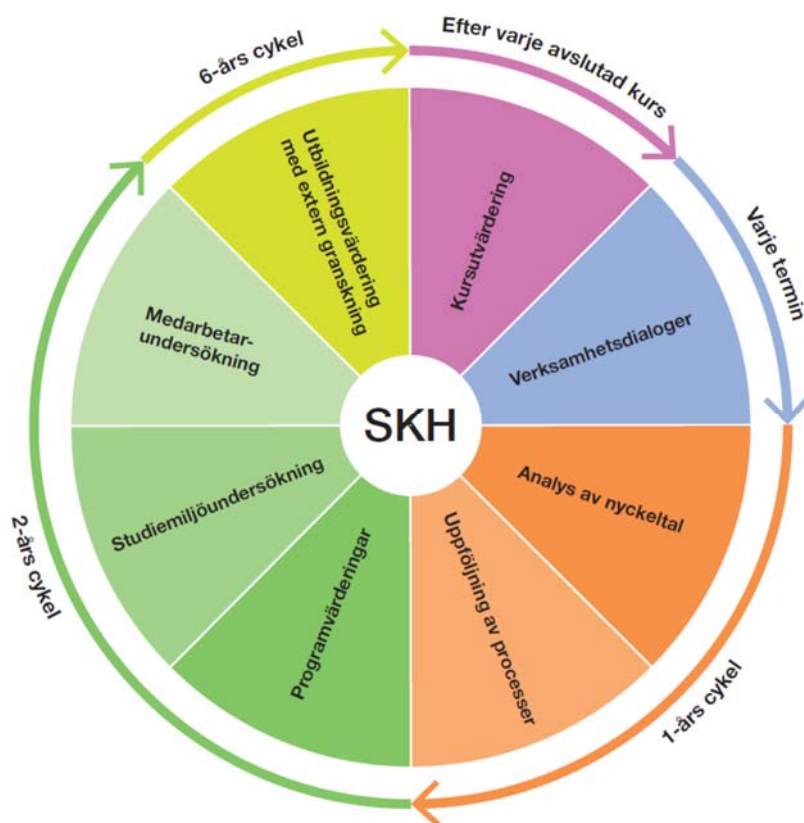 6-års cykel
Efter varje avslutad kurs
Varje termin
1-års cykel
2-års cykel
Utbildningsvärdering
med extern granskning
Kursutvärdering
Verksamhetsdialoger
Analys av nyckeltal
Uppföljning av processer
Programvärderingar
Studiemiljöundersökning
Medarbetar-
undersökning
SKH